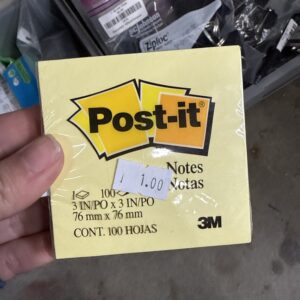 Ziploc
Post-it®
1.00
Notes
100
Notas
3 IN/PO x 3 IN/PO
76 mm x 76 mm
CONT. 100 HOJAS
3M